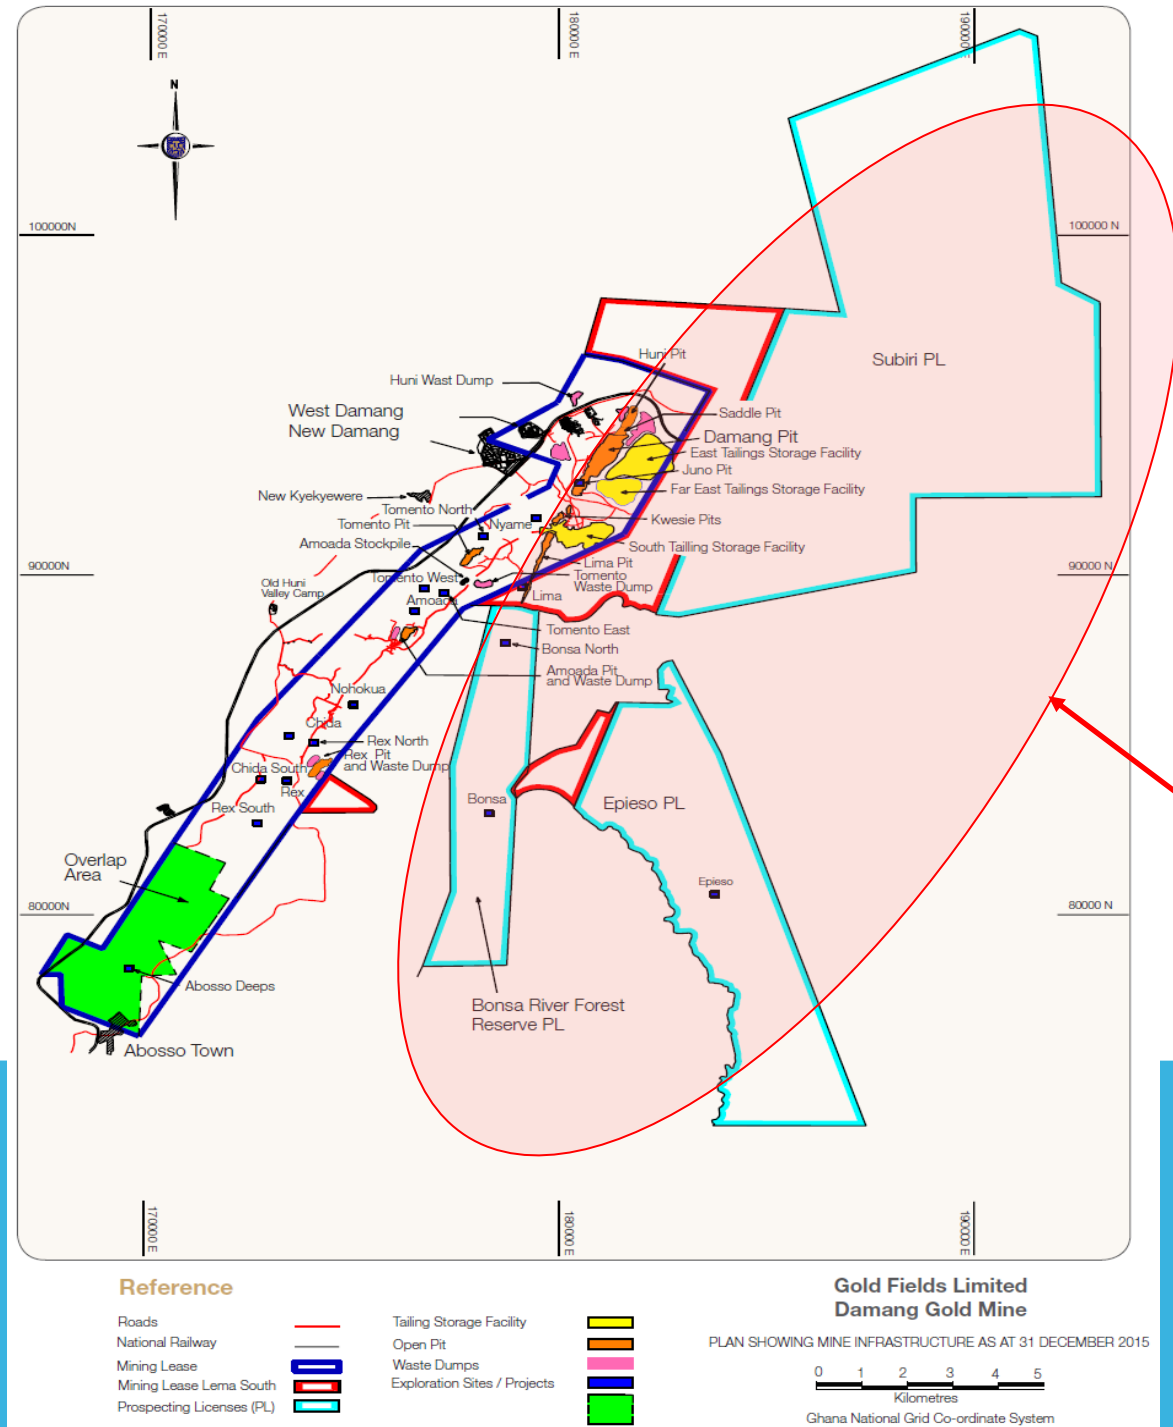 170000 E
180000 E
190000 E
N
100000N
100000 N
Huni Pit
Subiri PL
Huni Wast Dump
West Damang
New Damang
Saddle Pit
Damang Pit
East Tailings Storage Facility
Juno Pit
Far East Tailings Storage Facility
New Kyekyewere
Tomento North
Tomento Pit
Nyame
Kwesie Pits
Amoada Stockpile
South Tailling Storage Facility
Lima Pit
90000N
90000 N
Tomento West
Tomento
Waste Dump
Old Huni
Valley Camp
Lima
Amoada
Tomento East
Bonsa North
Amoada Pit
and Waste Dump
Nohokua
Chida
Rex North
Rex Pit
and Waste Dump
Chida South
Rex
Rex South
Bonsa
Epieso PL
Overlap
Area
Epieso
80000N
80000 N
Abosso Deeps
Bonsa River Forest
Reserve PL
Abosso Town
170000 E
180000 E
190000 E
Reference
Roads
National Railway
Mining Lease
Mining Lease Lema South
Prospecting Licenses (PL)
Tailing Storage Facility
Open Pit
Waste Dumps
Exploration Sites / Projects
Gold Fields Limited
Damang Gold Mine
PLAN SHOWING MINE INFRASTRUCTURE AS AT 31 DECEMBER 2015
0 1 2 3 4 5
Kilometres
Ghana National Grid Co-ordinate System